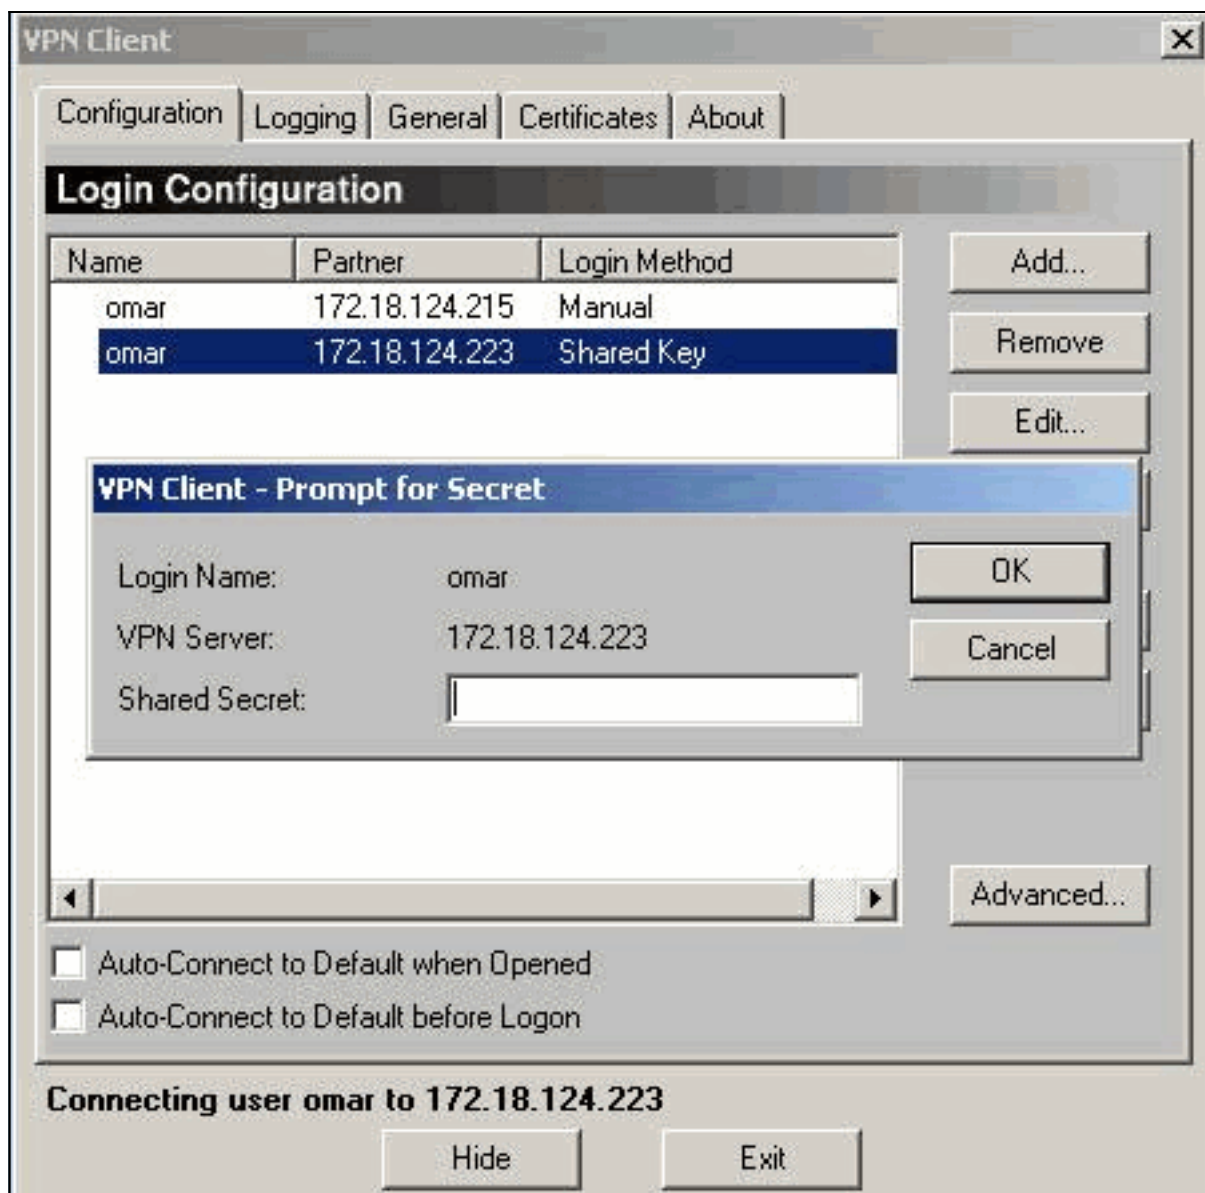 VPN Client
Configuration Logging General Certificates About
Login Configuration
Name Partner Login Method
omar 172.18.124.215 Manual
omar 172.18.124.223 Shared Key
Add...
Remove
Edit...
VPN Client - Prompt for Secret
Login Name: omar
VPN Server: 172.18.124.223
Shared Secret:
OK
Cancel
Advanced...
Auto-Connect to Default when Opened
Auto-Connect to Default before Logon
Connecting user omar to 172.18.124.223
Hide Exit